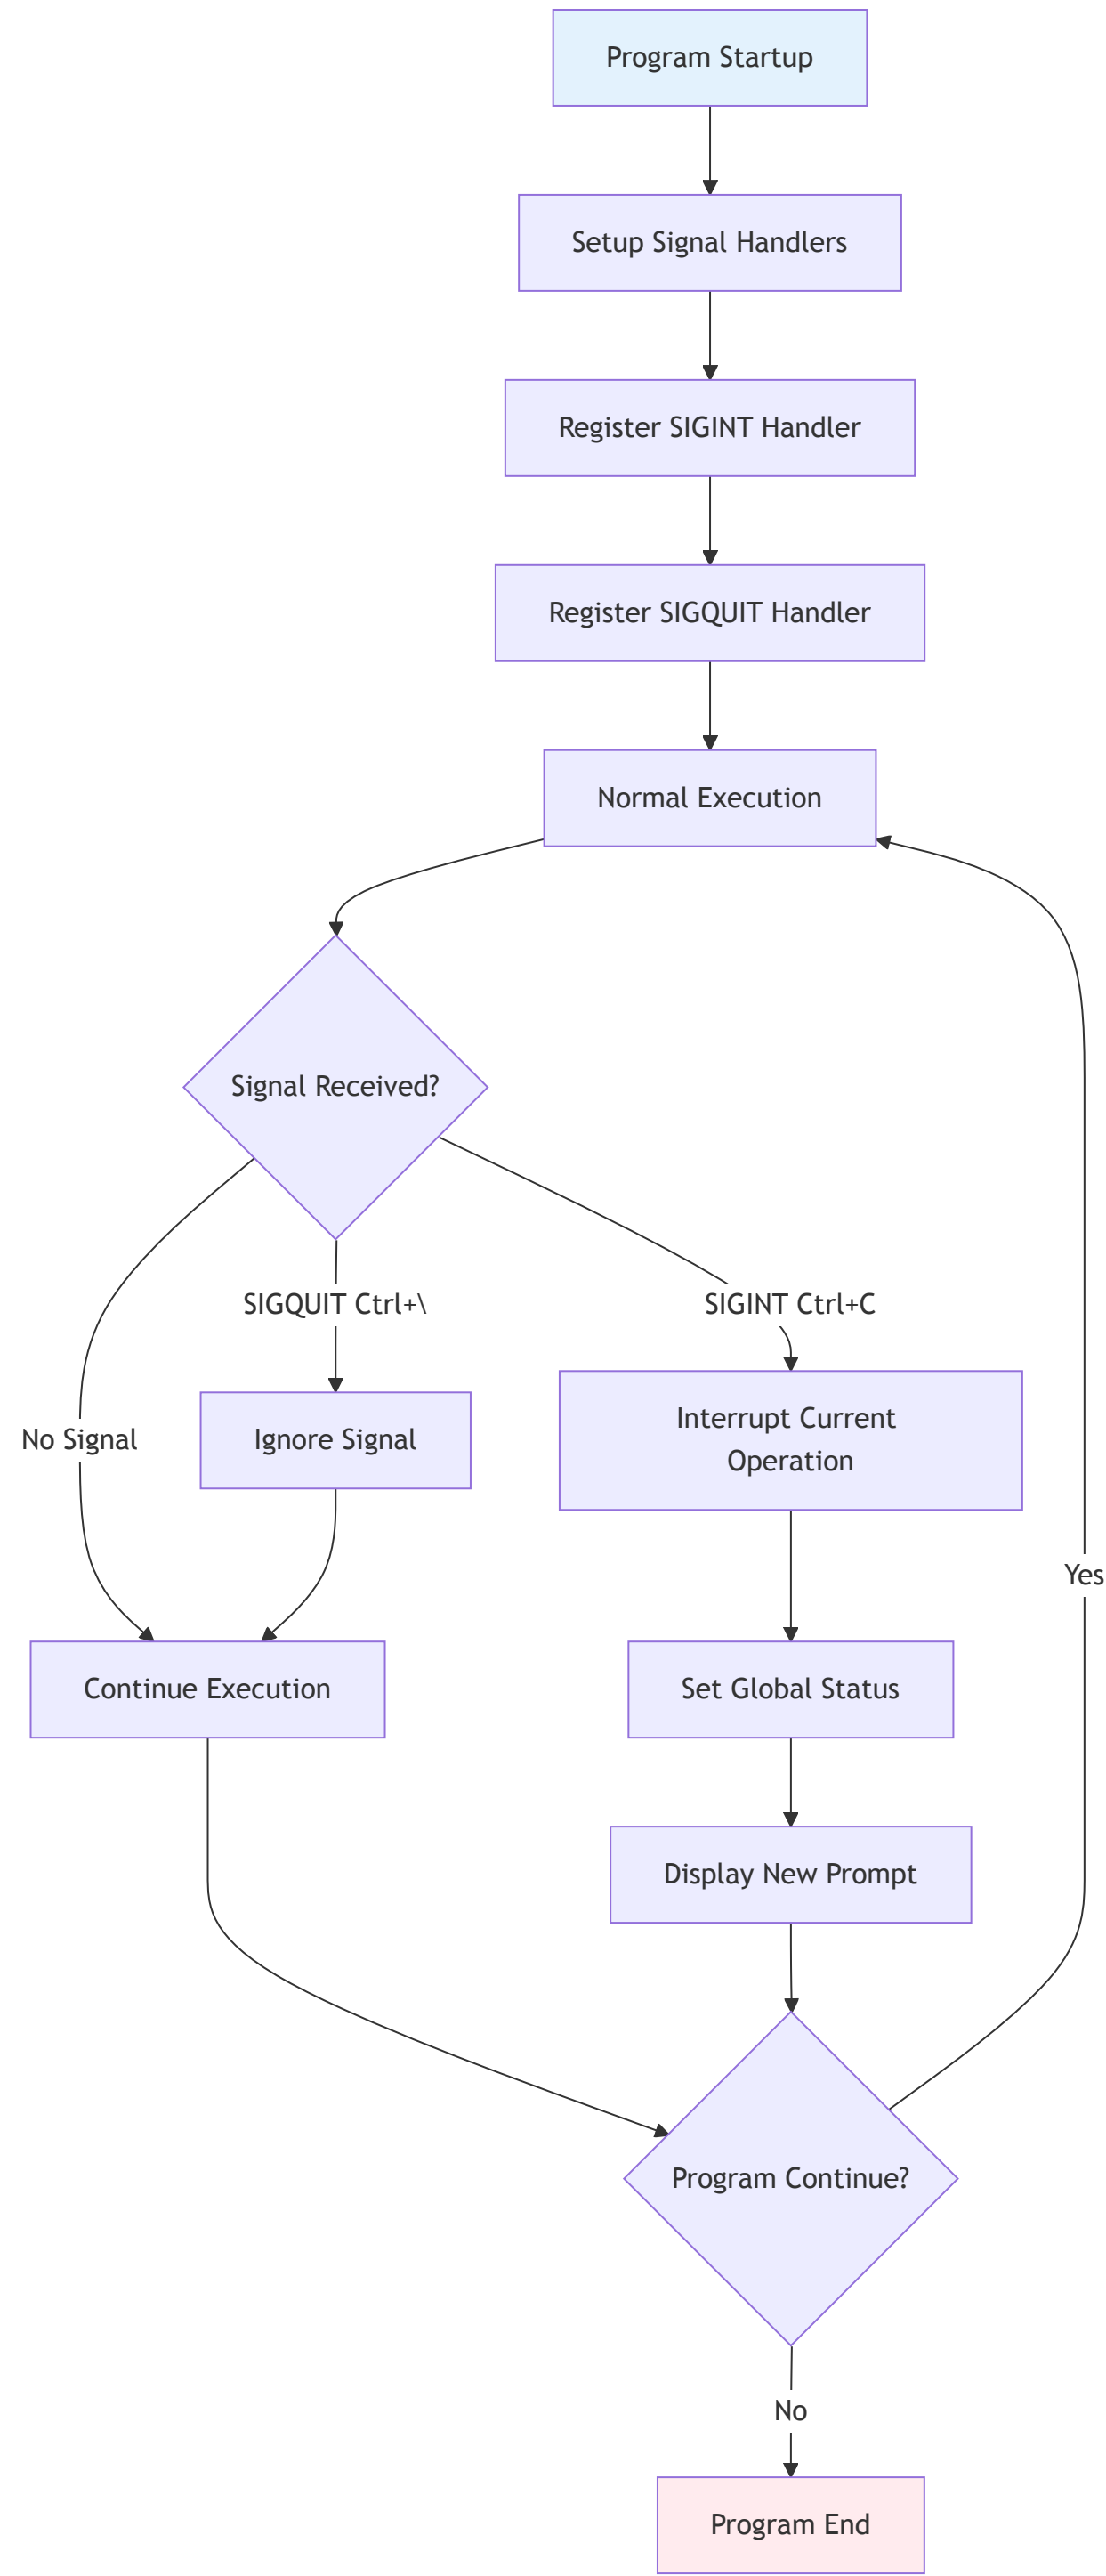 Program Startup
Setup Signal Handlers
Register SIGINT Handler
Register SIGQUIT Handler
Normal Execution
Signal Received?
SIGQUIT Ctrl+\
SIGINT Ctrl+C
No Signal
Ignore Signal
Interrupt Current
Operation
Yes
Continue Execution
Set Global Status
Display New Prompt
Program Continue?
No
Program End